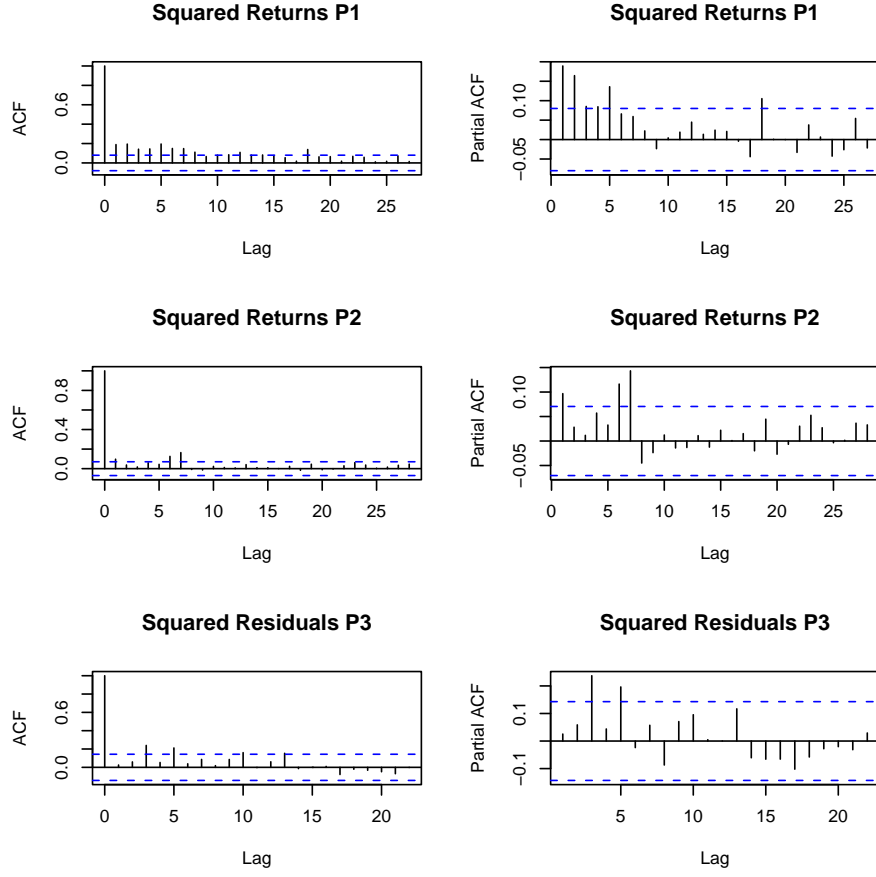 Squared Returns P1
ACF
0.0 0.6
0 5 10 15 20 25
Lag
Squared Returns P1
Partial ACF
−0.05 0.10
0 5 10 15 20 25
Lag
Squared Returns P2
ACF
0.0 0.4 0.8
0 5 10 15 20 25
Lag
Squared Returns P2
Partial ACF
−0.05 0.10
0 5 10 15 20 25
Lag
Squared Residuals P3
ACF
0.0 0.6
0 5 10 15 20
Lag
Squared Residuals P3
Partial ACF
−0.1 0.1
5 10 15 20
Lag